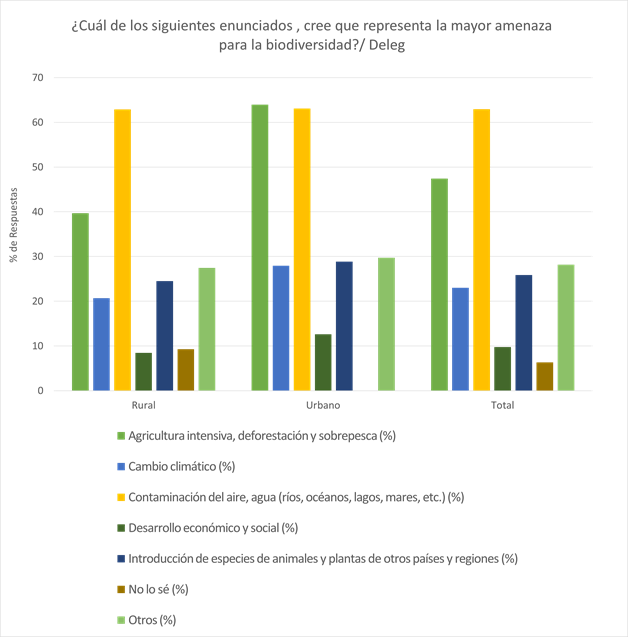 ¿Cuál de los siguientes enunciados , cree que representa la mayor amenaza
para la biodiversidad?/ Deleg
70
60
50
40
30
20
10
0
% de Respuestas
Rural
Urbano
Total
Agricultura intensiva, deforestación y sobrepesca (%)
Cambio climático (%)
Contaminación del aire, agua (ríos, océanos, lagos, mares, etc.) (%)
Desarrollo económico y social (%)
Introducción de especies de animales y plantas de otros países y regiones (%)
No lo sé (%)
Otros (%)